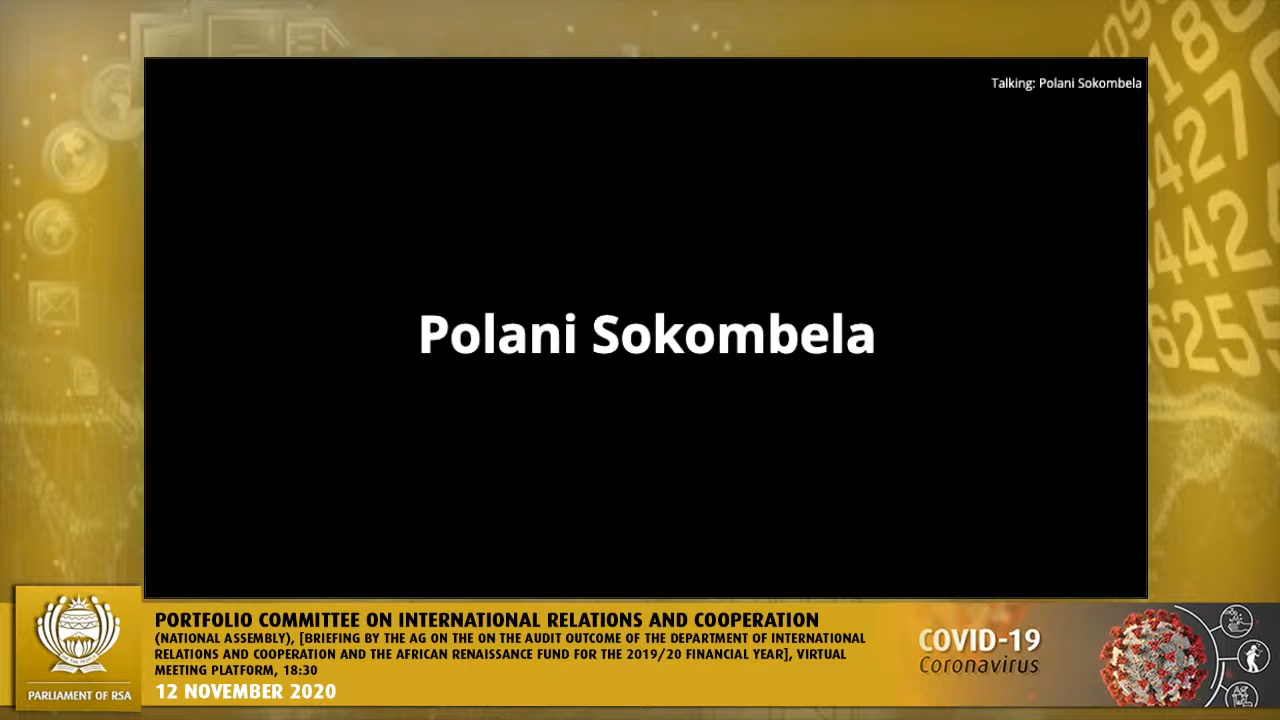 Talking: Polani Sokombela
Polani Sokombela
PORTFOLIO COMMITTEE ON INTERNATIONAL RELATIONS AND COOPERATION
(NATIONAL ASSEMBLY), [BRIEFING BY THE AG ON THE ON THE AUDIT OUTCOME OF THE DEPARTMENT OF INTERNATIONAL
RELATIONS AND COOPERATION AND THE AFRICAN RENAISSANCE FUND FOR THE 2019/20 FINANCIAL YEAR], VIRTUAL
MEETING PLATFORM, 18:30
12 NOVEMBER 2020
PARLIAMENT OF RSA
COVID-19
Coronavirus